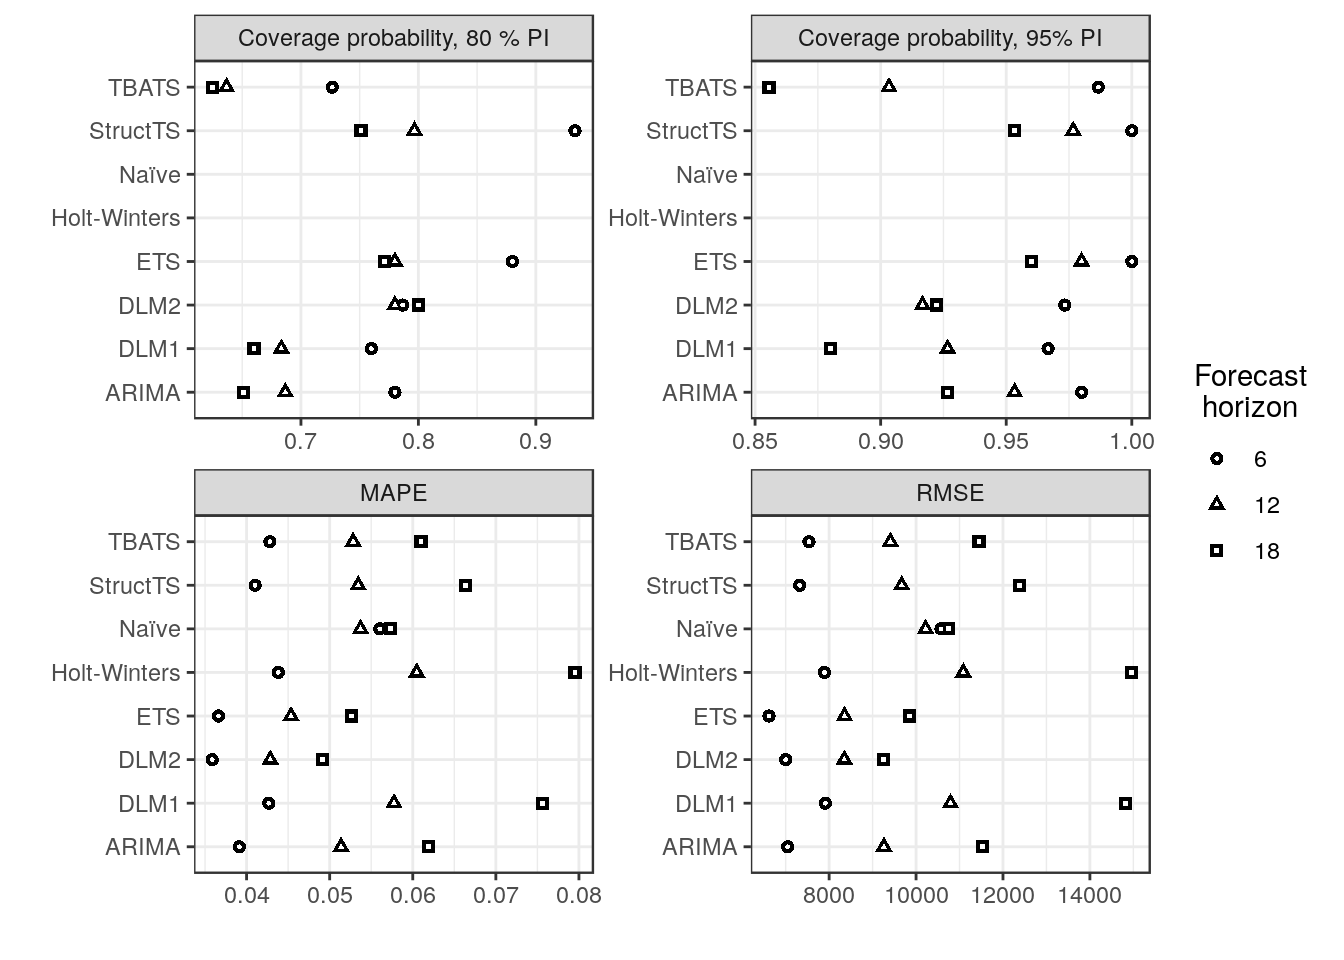 Coverage probability, 80 % PI
TBATS
StructTS
Naïve
Holt-Winters
ETS
DLM2
DLM1
ARIMA
0.7 0.8 0.9
Coverage probability, 95% PI
TBATS
StructTS
Naïve
Holt-Winters
ETS
DLM2
DLM1
ARIMA
0.85 0.90 0.95 1.00
MAPE
TBATS
StructTS
Naïve
Holt-Winters
ETS
DLM2
DLM1
ARIMA
0.04 0.05 0.06 0.07 0.08
RMSE
TBATS
StructTS
Naïve
Holt-Winters
ETS
DLM2
DLM1
ARIMA
8000 10000 12000 14000
Forecast
horizon
6
12
18